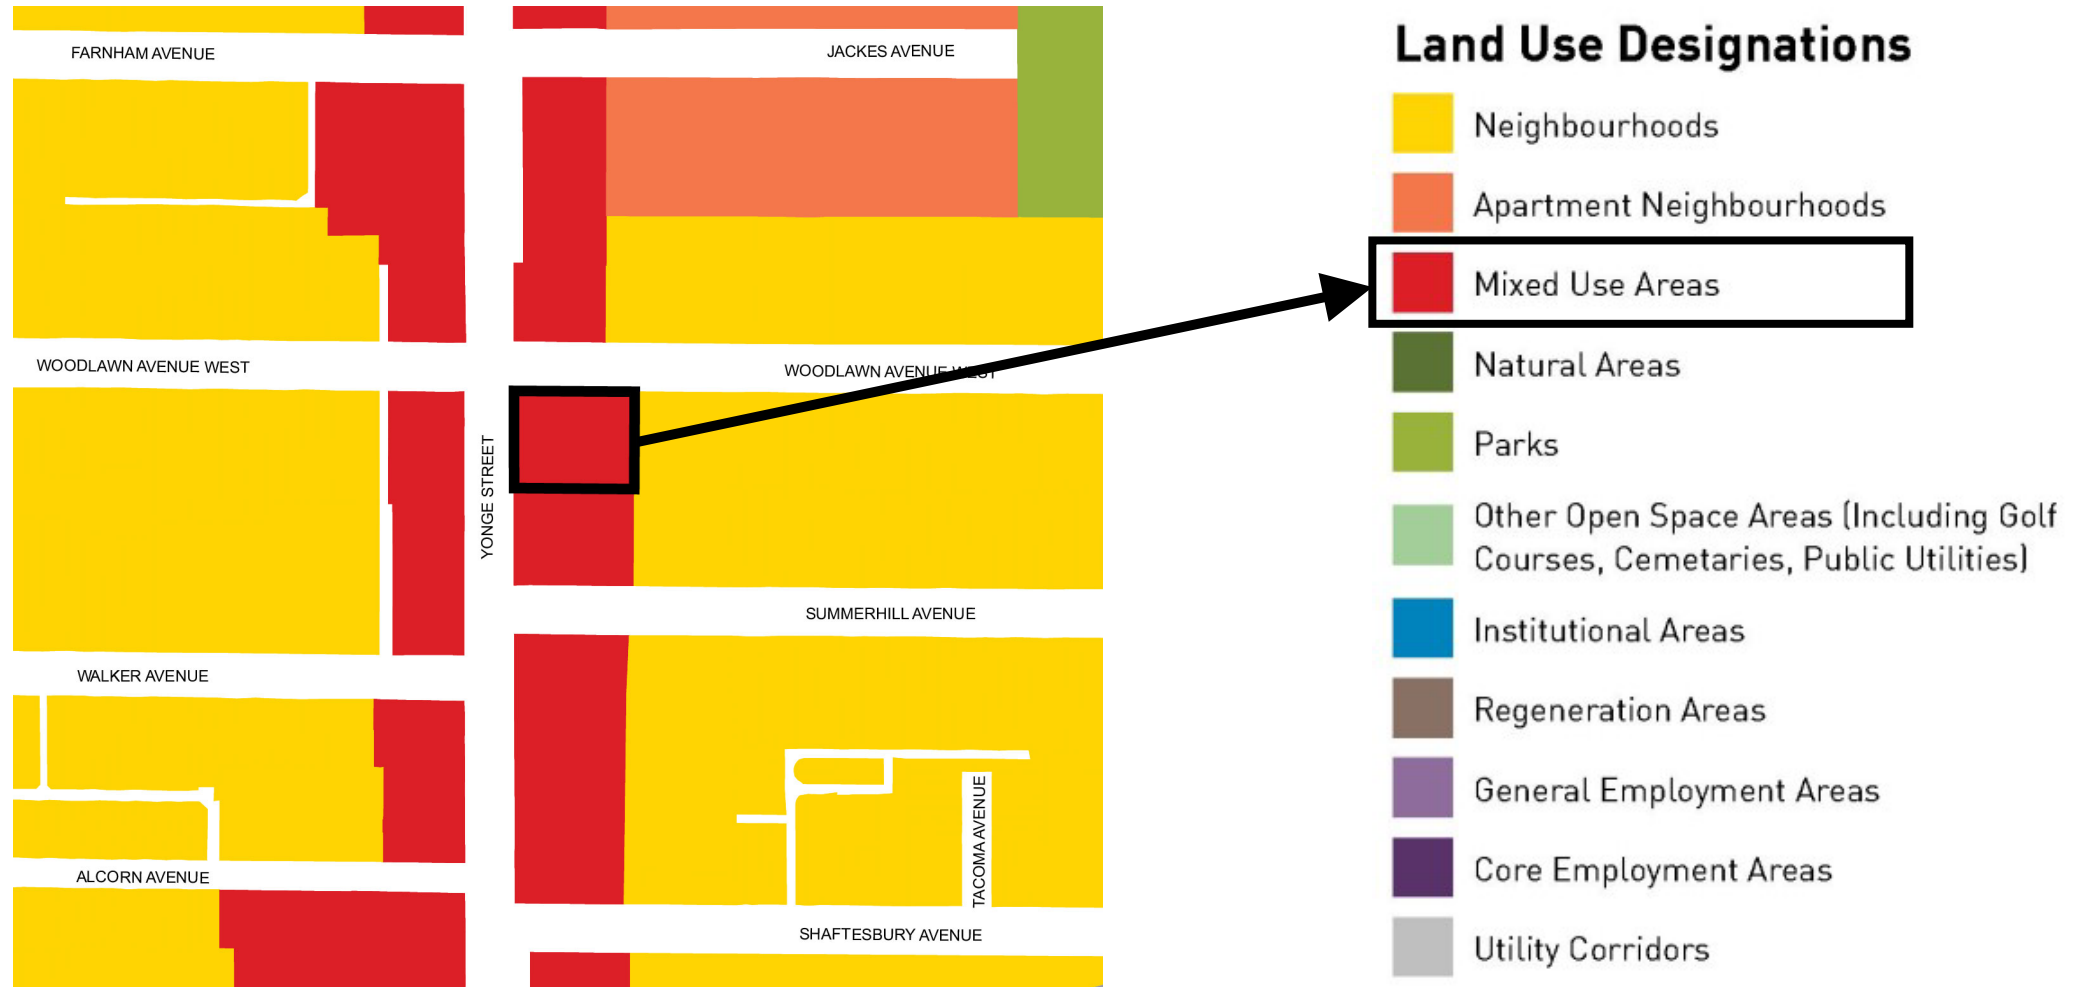 FARNHAM AVENUE
JACKES AVENUE
WOODLAWN AVENUE WEST
WOODLAWN AVENUE WEST
YONGE STREET
SUMMERHILL AVENUE
WALKER AVENUE
TACOMA AVENUE
ALCORN AVENUE
SHAFTESBURY AVENUE
Land Use Designations
Neighbourhoods
Apartment Neighbourhoods
Mixed Use Areas
Natural Areas
Parks
Other Open Space Areas (Including Golf
Courses, Cemetaries, Public Utilities)
Institutional Areas
Regeneration Areas
General Employment Areas
Core Employment Areas
Utility Corridors